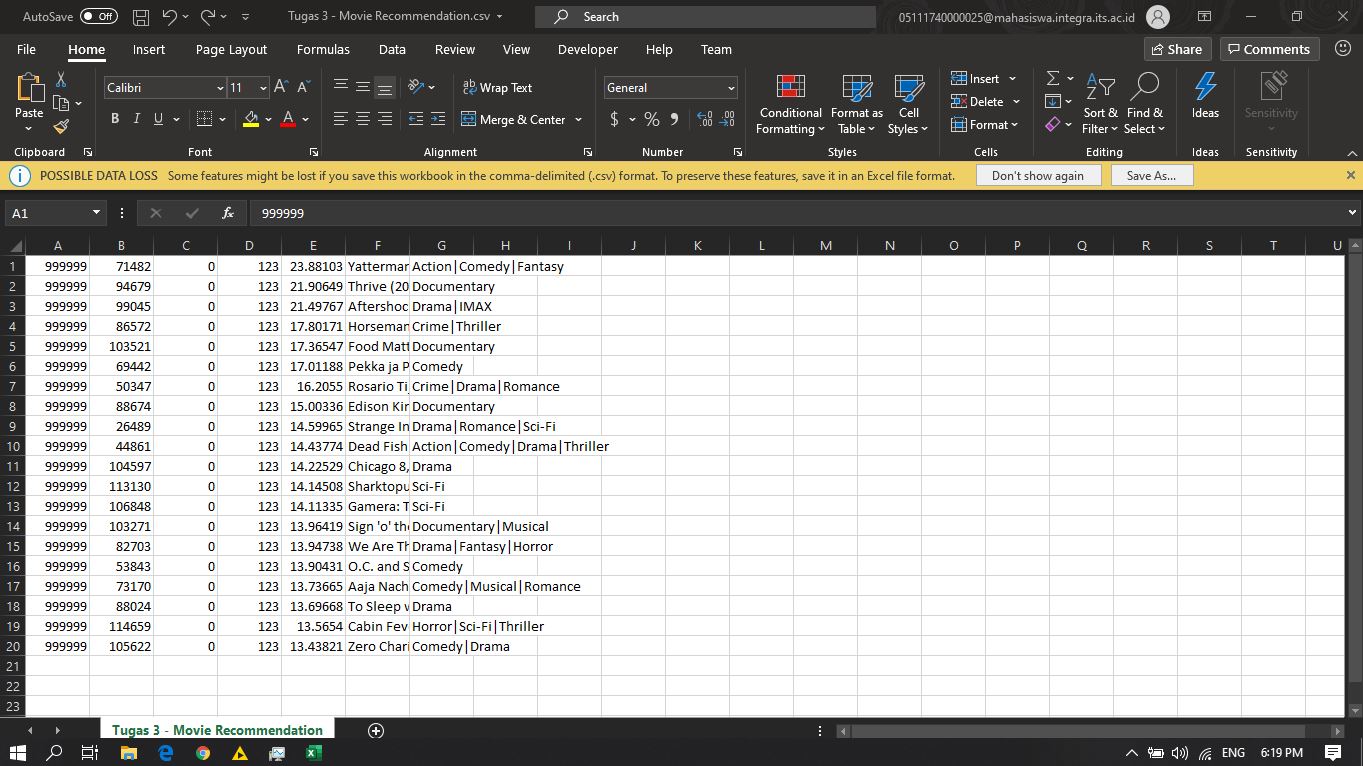 AutoSave Off Tugas 3 - Movie Recommendation.csv Search 05111740000025@mahasiswa.integra.its.ac.id
File Home Insert Page Layout Formulas Data Review View Developer Help Team Share Comments
Paste Calibri 11 B I U A A A ab Wrap Text Merge & Center General $ % 9 Conditional Formatting Format as Table Cell Styles Insert Delete Format Sort & Filter Find & Select Ideas Sensitivity
Clipboard Font Alignment Number Styles Cells Editing Ideas Sensitivity
POSSIBLE DATA LOSS Some features might be lost if you save this workbook in the comma-delimited (.csv) format. To preserve these features, save it in an Excel file format. Don't show again Save As...
A1 fx 999999
A B C D E F G H I J K L M N O P Q R S T U
1 999999 71482 0 123 23.88103 Yatterman Action|Comedy|Fantasy
2 999999 94679 0 123 21.90649 Thrive (20 Documentary
3 999999 99045 0 123 21.49767 Aftershoc Drama|IMAX
4 999999 86572 0 123 17.80171 Horseman Crime|Thriller
5 999999 103521 0 123 17.36547 Food Matt Documentary
6 999999 69442 0 123 17.01188 Pekka ja P Comedy
7 999999 50347 0 123 16.2055 Rosario Ti Crime|Drama|Romance
8 999999 88674 0 123 15.00336 Edison Kin Documentary
9 999999 26489 0 123 14.59965 Strange In Drama|Romance|Sci-Fi
10 999999 44861 0 123 14.43774 Dead Fish Action|Comedy|Drama|Thriller
11 999999 104597 0 123 14.22529 Chicago 8, Drama
12 999999 113130 0 123 14.14508 Sharktopu Sci-Fi
13 999999 106848 0 123 14.11335 Gamera: T Sci-Fi
14 999999 103271 0 123 13.96419 Sign 'o' the Documentary|Musical
15 999999 82703 0 123 13.94738 We Are Th Drama|Fantasy|Horror
16 999999 53843 0 123 13.90431 O.C. and S Comedy
17 999999 73170 0 123 13.73665 Aaja Nach Comedy|Musical|Romance
18 999999 88024 0 123 13.69668 To Sleep w Drama
19 999999 114659 0 123 13.5654 Cabin Fev Horror|Sci-Fi|Thriller
20 999999 105622 0 123 13.43821 Zero Chari Comedy|Drama
21
22
23
Tugas 3 - Movie Recommendation
ENG 6:19 PM